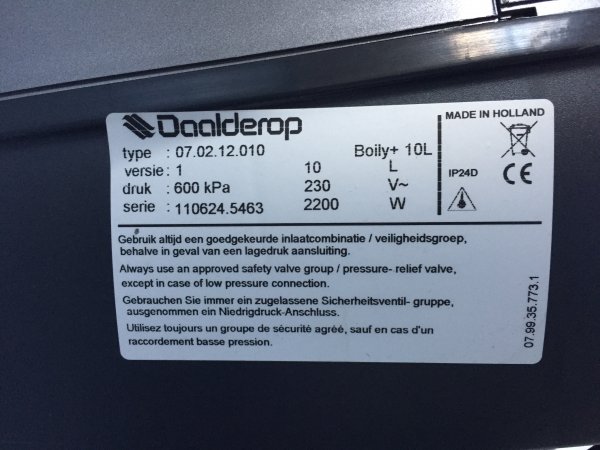 Daalderop
MADE IN HOLLAND
type : 07.02.12.010 Boily+ 10L
versie : 1 10 L
druk : 600 kPa 230 V~
serie : 110624.5463 2200 W
IP24D
CE
Gebruik altijd een goedgekeurde inlaatcombinatie / veiligheidsgroep,
behalve in geval van een lagedruk aansluiting.
Always use an approved safety valve group / pressure- relief valve,
except in case of low pressure connection.
Gebrauchen Sie immer ein zugelassene Sicherheitsventil- gruppe,
ausgenommen ein Niedrigdruck-Anschluss.
Utilisez toujours un groupe de sécurité agréé, sauf en cas d'un
raccordement basse pression.
07.99.35.773.1